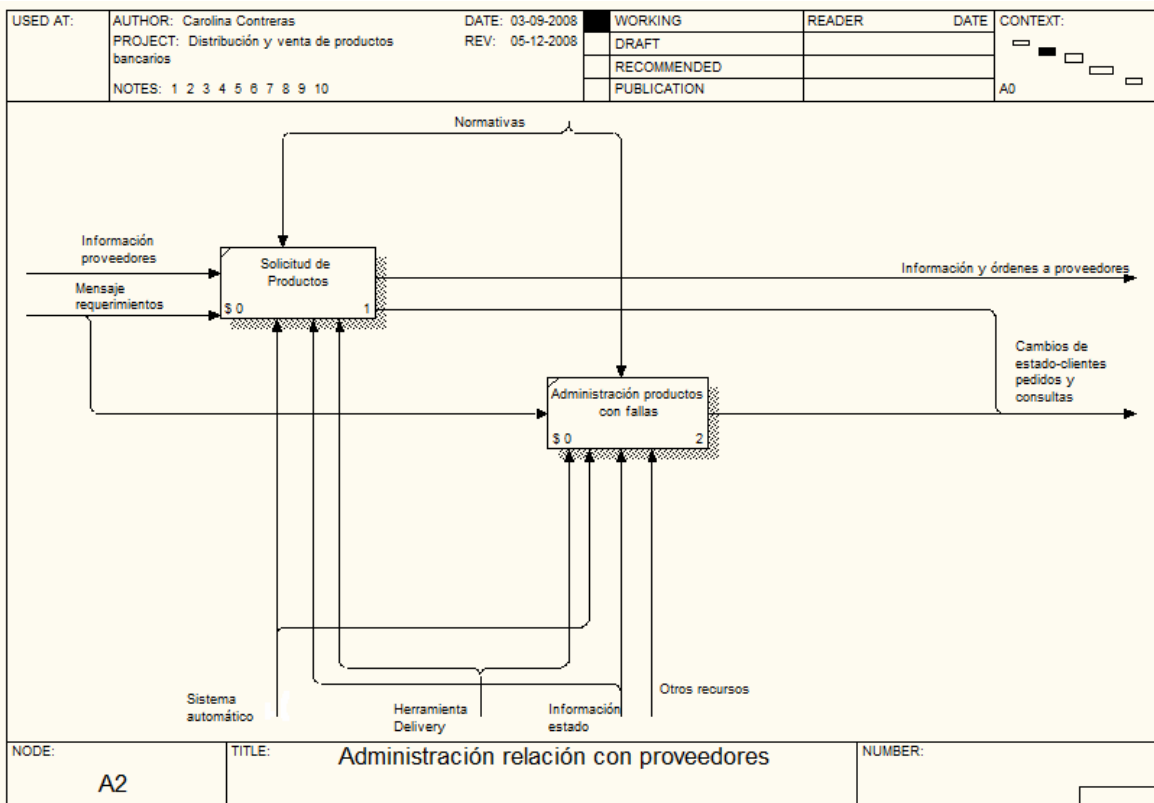 USED AT:
AUTHOR: Carolina Contreras
DATE: 03-09-2008
WORKING
READER
DATE
CONTEXT:
PROJECT: Distribución y venta de productos
bancarios
REV: 05-12-2008
DRAFT
RECOMMENDED
NOTES: 1 2 3 4 5 6 7 8 9 10
PUBLICATION
A0
Normativas
Información
proveedores
Mensaje
requerimientos
Solicitud de
Productos
$ 0
1
Información y órdenes a proveedores
Cambios de
estado-clientes
pedidos y
consultas
Administración productos
con fallas
$ 0
2
Sistema
automático
Herramienta
Delivery
Información
estado
Otros recursos
NODE:
A2
TITLE:
Administración relación con proveedores
NUMBER: